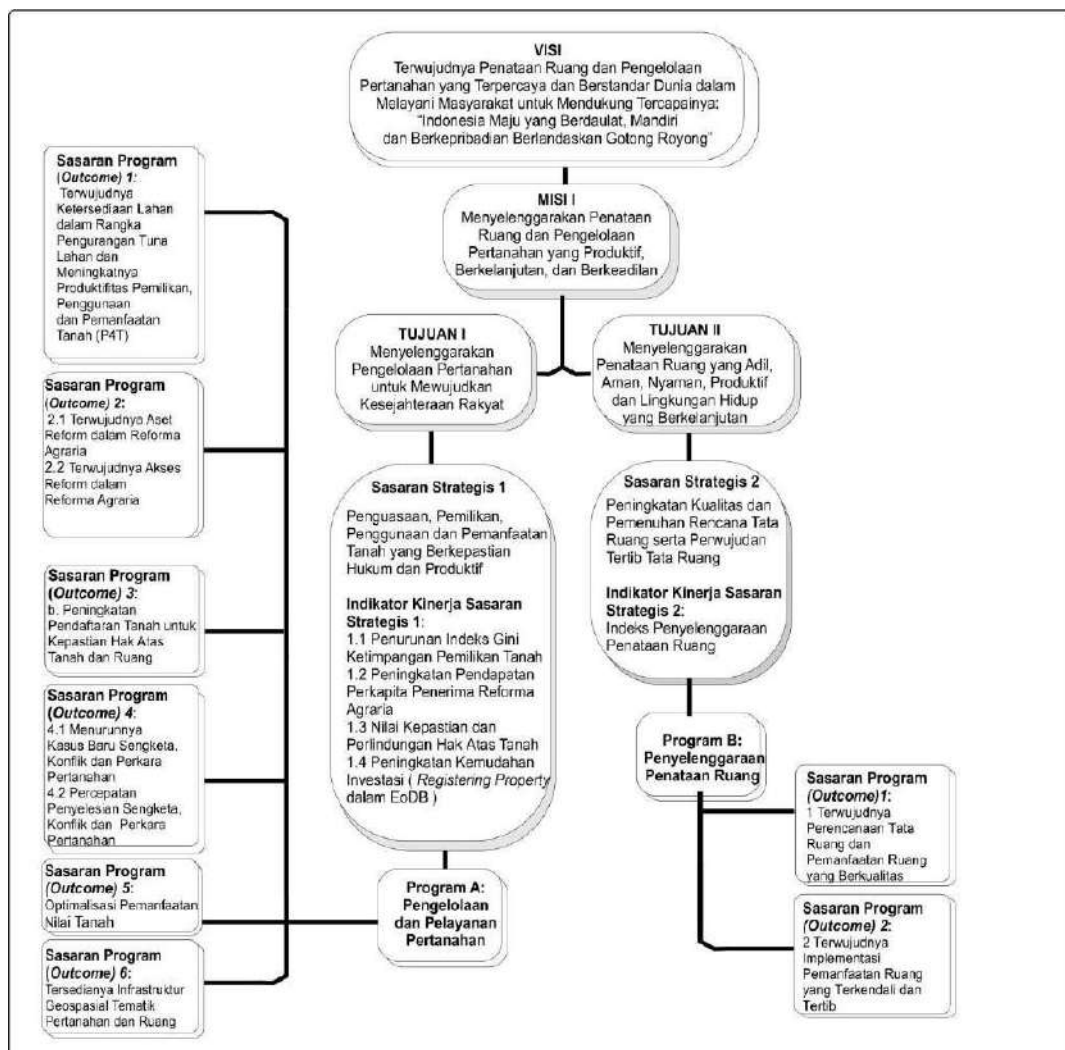 VISI
Terwujudnya Penataan Ruang dan Pengelolaan
Pertanahan yang Terpercaya dan Berstandar Dunia dalam
Melayani Masyarakat untuk Mendukung Tercapainya:
“Indonesia Maju yang Berdaulat, Mandiri
dan Berkepribadian Berlandaskan Gotong Royong”
MISI I
Menyelenggarakan Penataan
Ruang dan Pengelolaan
Pertanahan yang Produktif,
Berkelanjutan, dan Berkeadilan
TUJUAN I
Menyelenggarakan
Pengelolaan Pertanahan
untuk Mewujudkan
Kesejahteraan Rakyat
TUJUAN II
Menyelenggarakan
Penataan Ruang yang Adil,
Aman, Nyaman, Produktif
dan Lingkungan Hidup
yang Berkelanjutan
Sasaran Strategis 1
Penguasaan, Pemilikan,
Penggunaan dan Pemanfaatan
Tanah yang Berkepastian
Hukum dan Produktif
Indikator Kinerja Sasaran
Strategis 1:
1.1 Penurunan Indeks Gini
Ketimpangan Pemilikan Tanah
1.2 Peningkatan Pendapatan
Perkapita Penerima Reforma
Agraria
1.3 Nilai Kepastian dan
Perlindungan Hak Atas Tanah
1.4 Peningkatan Kemudahan
Investasi ( Registering Property
dalam EoDB )
Sasaran Strategis 2
Peningkatan Kualitas dan
Pemenuhan Rencana Tata
Ruang serta Perwujudan
Tertib Tata Ruang
Indikator Kinerja Sasaran
Strategis 2:
Indeks Penyelenggaraan
Penataan Ruang
Program A:
Pengelolaan
dan Pelayanan
Pertanahan
Program B:
Penyelenggaraan
Penataan Ruang
Sasaran Program
(Outcome) 1:
Terwujudnya
Ketersediaan Lahan
dalam Rangka
Pengurangan Tuna
Lahan dan
Meningkatnya
Produktifitas Pemilikan,
Penggunaan
dan Pemanfaatan
Tanah (P4T)
Sasaran Program
(Outcome) 2:
2.1 Terwujudnya Aset
Reform dalam Reforma
Agraria
2.2 Terwujudnya Akses
Reform dalam
Reforma Agraria
Sasaran Program
(Outcome) 3:
b. Peningkatan
Pendaftaran Tanah untuk
Kepastian Hak Atas
Tanah dan Ruang
Sasaran Program
(Outcome) 4:
4.1 Menurunnya
Kasus Baru Sengketa,
Konflik dan Perkara
Pertanahan
4.2 Percepatan
Penyelesian Sengketa,
Konflik dan Perkara
Pertanahan
Sasaran Program
(Outcome) 5:
Optimalisasi Pemanfaatan
Nilai Tanah
Sasaran Program
(Outcome) 6:
Tersedianya Infrastruktur
Geospasial Tematik
Pertanahan dan Ruang
Sasaran Program
(Outcome)1:
1 Terwujudnya
Perencanaan Tata
Ruang dan
Pemanfaatan Ruang
yang Berkualitas
Sasaran Program
(Outcome) 2:
2 Terwujudnya
Implementasi
Pemanfaatan Ruang
yang Terkendali dan
Tertib